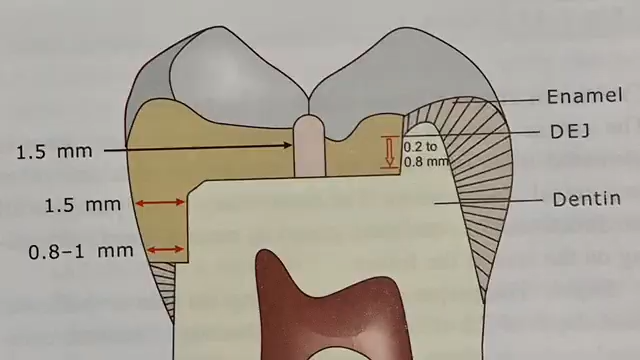 Enamel
DEJ
1.5 mm
0.2 to
0.8 mm
1.5 mm
Dentin
0.8–1 mm